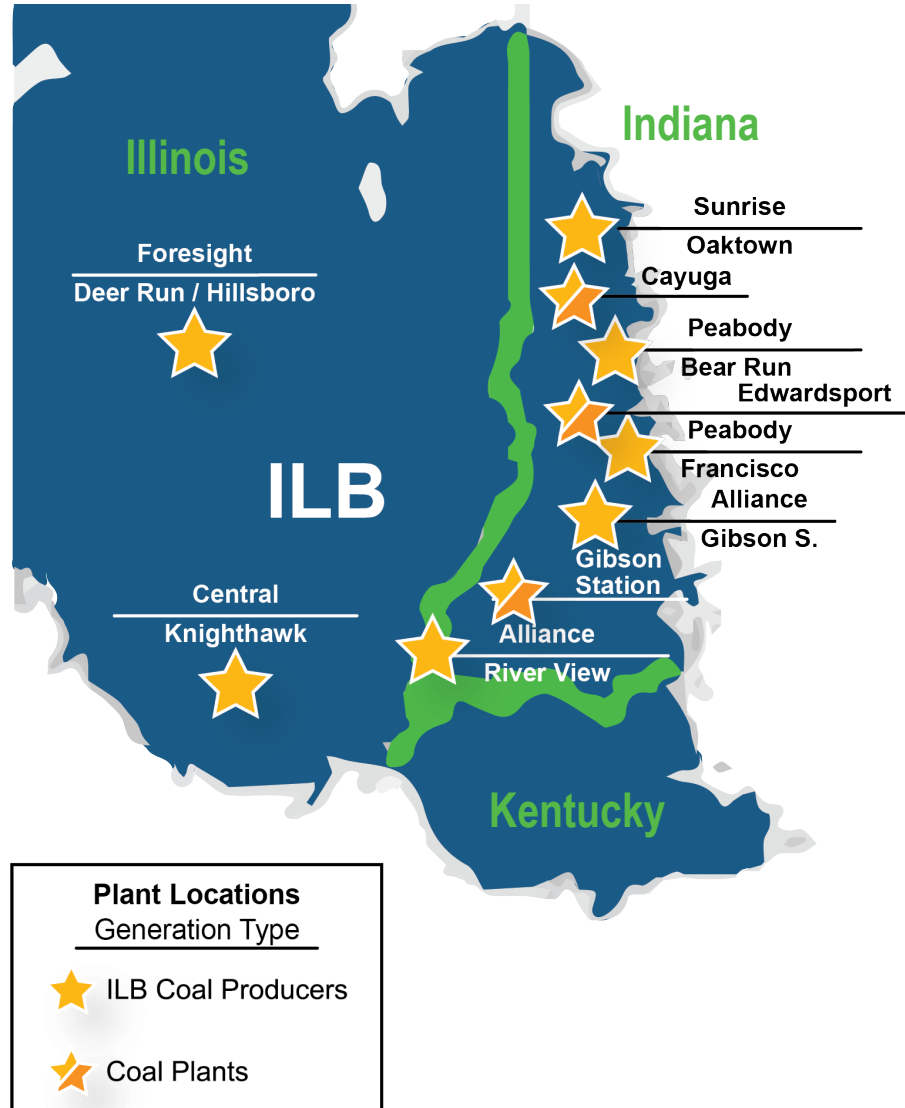 Indiana
Illinois
Sunrise
Oaktown
Foresight
Deer Run / Hillsboro
Cayuga
Peabody
Bear Run
Edwardsport
Peabody
Francisco
ILB
Alliance
Gibson S.
Gibson
Station
Central
Knighthawk
Alliance
River View
Kentucky
Plant Locations
Generation Type
ILB Coal Producers
Coal Plants